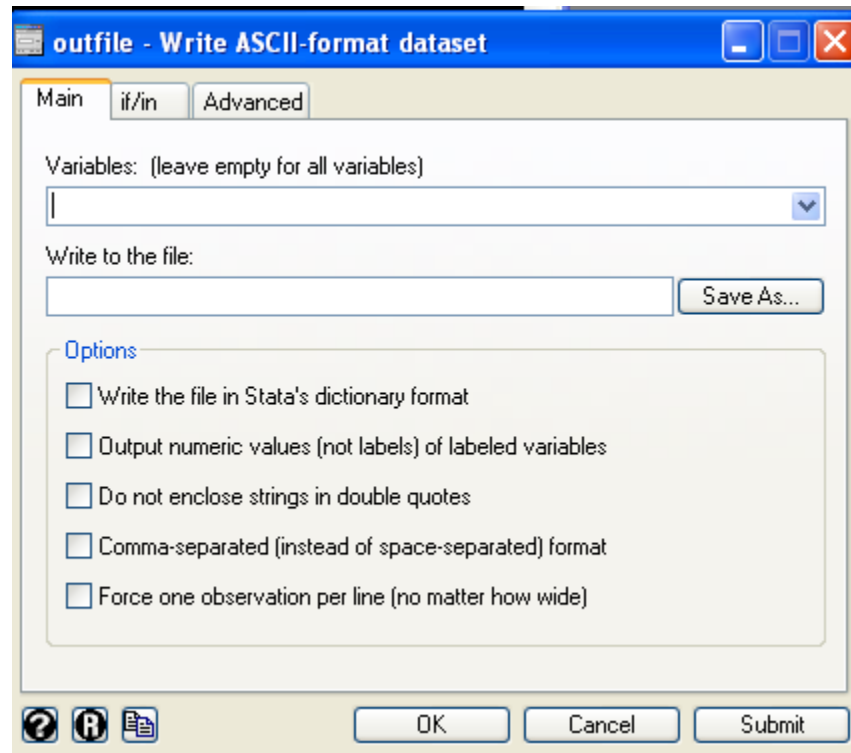 outfile - Write ASCII-format dataset
Main if/in Advanced
Variables: (leave empty for all variables)
Write to the file:
Save As...
Options
Write the file in Stata's dictionary format
Output numeric values (not labels) of labeled variables
Do not enclose strings in double quotes
Comma-separated (instead of space-separated) format
Force one observation per line (no matter how wide)
? R OK Cancel Submit